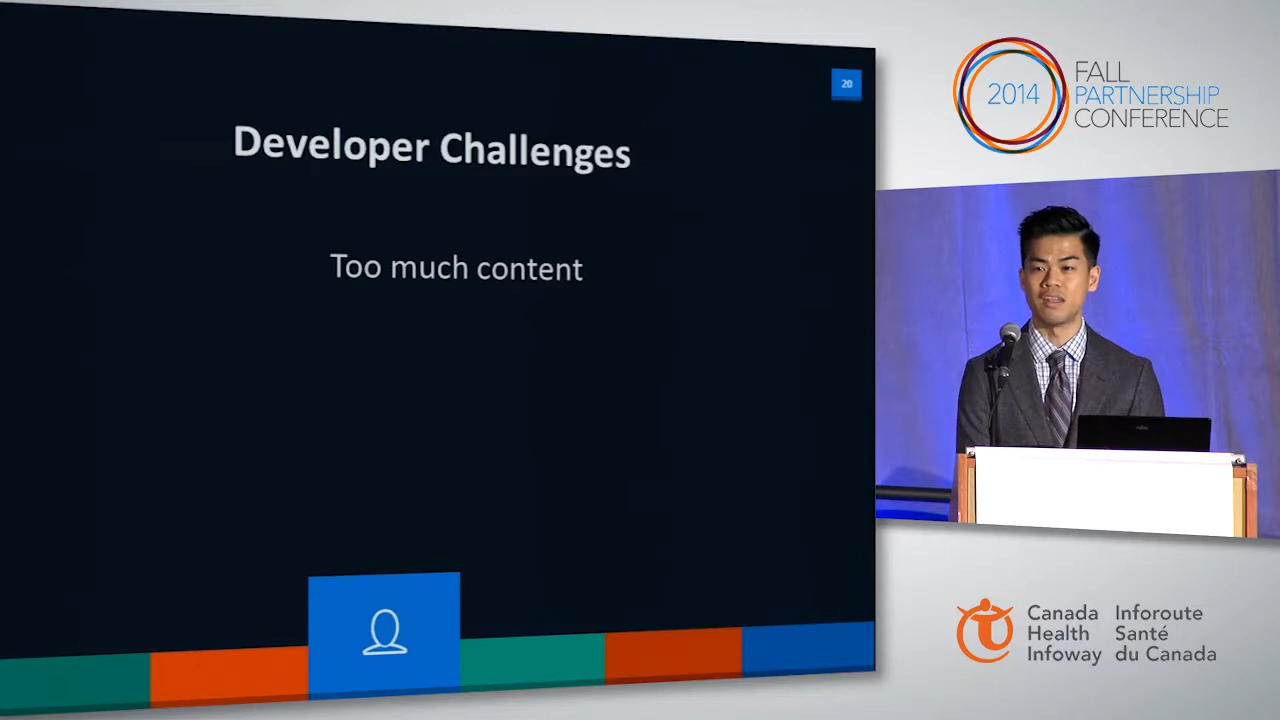 20
Developer Challenges
Too much content
2014
FALL
PARTNERSHIP
CONFERENCE
Canada Health Infoway
Inforoute Santé du Canada